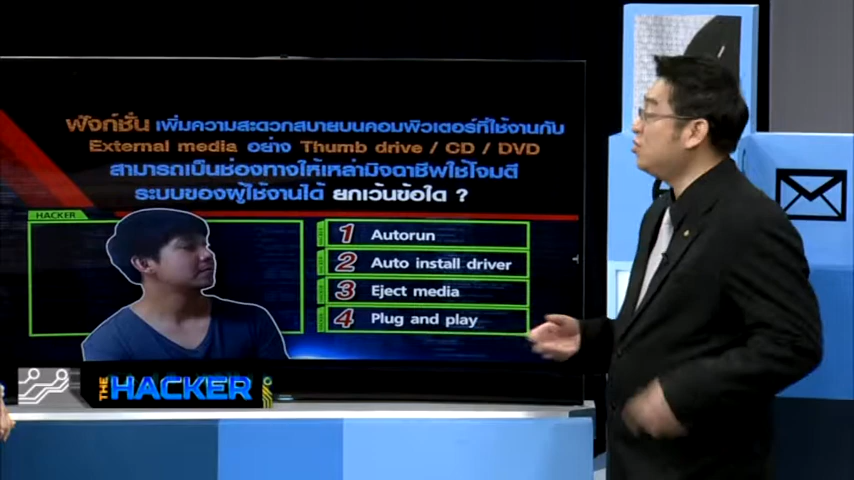 ฟังก์ชั่น เพิ่มความสะดวกสบายบนคอมพิวเตอร์ที่ใช้งานกับ
External media อย่าง Thumb drive / CD / DVD
สามารถเป็นช่องทางให้เหล่ามิจฉาชีพใช้โจมตี
ระบบของผู้ใช้งานได้ ยกเว้นข้อใด ?
HACKER
1 Autorun
2 Auto install driver
3 Eject media
4 Plug and play
THE HACKER